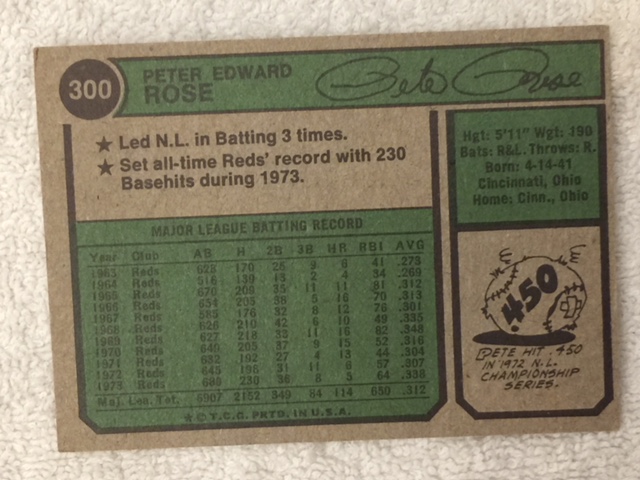 300
PETER EDWARD
ROSE
Pete Rose
★ Led N.L. in Batting 3 times.
★ Set all-time Reds' record with 230
Basehits during 1973.
Hgt: 5'11" Wgt: 190
Bats: R&L. Throws: R.
Born: 4-14-41
Cincinnati, Ohio
Home: Cinn., Ohio
MAJOR LEAGUE BATTING RECORD
Year Club AB H 2B 3B HR RBI AVG
1963 Reds 623 170 25 9 6 41 .273
1964 Reds 516 139 13 2 4 34 .269
1965 Reds 670 209 35 11 11 81 .312
1966 Reds 654 205 38 5 16 70 .313
1967 Reds 585 176 32 8 12 76 .301
1968 Reds 626 210 42 6 10 49 .335
1969 Reds 627 218 33 11 16 82 .348
1970 Reds 649 205 37 9 15 52 .316
1971 Reds 632 192 27 4 13 44 .304
1972 Reds 645 198 31 11 6 57 .307
1973 Reds 680 230 36 8 5 64 .338
Maj. Lea. Tot. 6907 2152 349 84 114 650 .312
★ © T.C.G. PRTD. IN U.S.A.
.450
PETE HIT .450
IN 1972 N.L.
CHAMPIONSHIP
SERIES.